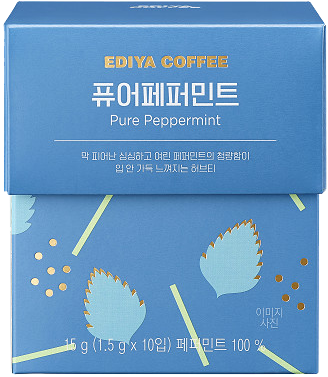 EDIYA COFFEE
퓨어페퍼민트
Pure Peppermint
막 피어난 싱싱하고 여린 페퍼민트의 청량함이
입 안 가득 느껴지는 허브티
이미지
사진
15 g (1.5 g x 10입) 페퍼민트 100 %